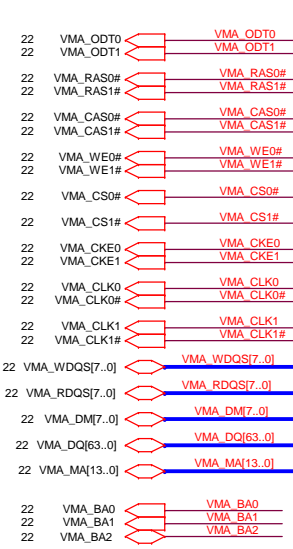 22 VMA_ODT0 VMA_ODT0
22 VMA_ODT1 VMA_ODT1
22 VMA_RAS0# VMA_RAS0#
22 VMA_RAS1# VMA_RAS1#
22 VMA_CAS0# VMA_CAS0#
22 VMA_CAS1# VMA_CAS1#
22 VMA_WE0# VMA_WE0#
22 VMA_WE1# VMA_WE1#
22 VMA_CS0# VMA_CS0#
22 VMA_CS1# VMA_CS1#
22 VMA_CKE0 VMA_CKE0
22 VMA_CKE1 VMA_CKE1
22 VMA_CLK0 VMA_CLK0
22 VMA_CLK0# VMA_CLK0#
22 VMA_CLK1 VMA_CLK1
22 VMA_CLK1# VMA_CLK1#
22 VMA_WDQS[7..0] VMA_WDQS[7..0]
22 VMA_RDQS[7..0] VMA_RDQS[7..0]
22 VMA_DM[7..0] VMA_DM[7..0]
22 VMA_DQ[63..0] VMA_DQ[63..0]
22 VMA_MA[13..0] VMA_MA[13..0]
22 VMA_BA0 VMA_BA0
22 VMA_BA1 VMA_BA1
22 VMA_BA2 VMA_BA2